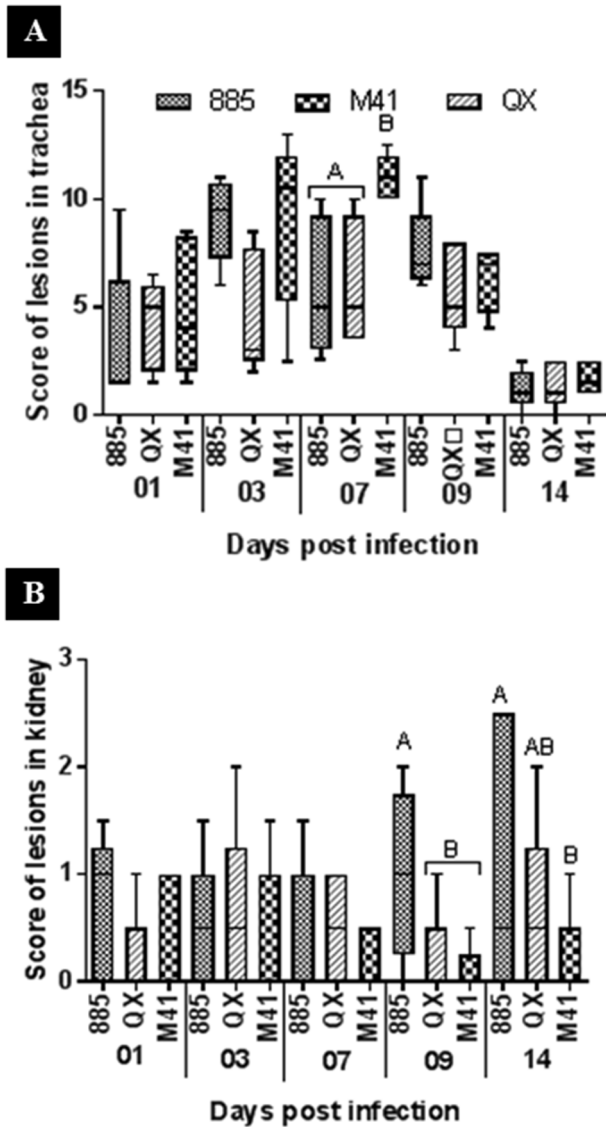 A
Score of lesions in trachea
15
10
5
0
885 M41 QX
A
B
885 QX M41 885 QX M41 885 QX M41 885 QX□ M41 885 QX M41
01 03 07 09 14
Days post infection
B
Score of lesions in kidney
3
2
1
0
A
B
A
AB
B
885 QX M41 885 QX M41 885 QX M41 885 QX M41 885 QX M41
01 03 07 09 14
Days post infection